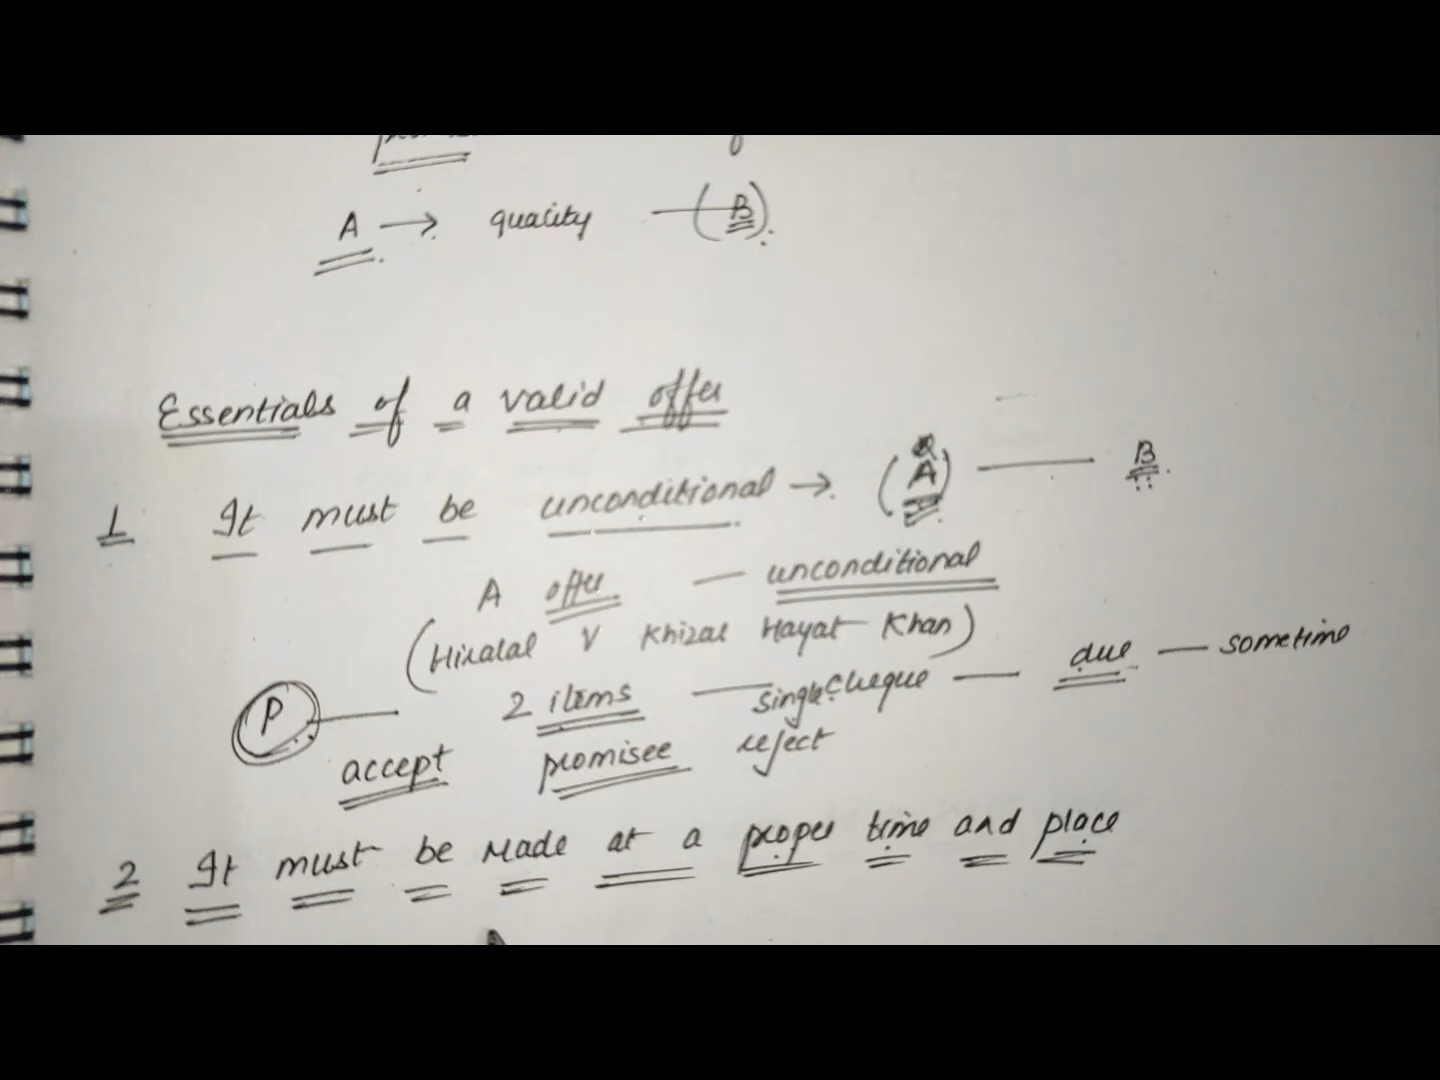 A → quality — (B)
Essentials of a valid offer
1 It must be unconditional → (A) — B
A offer — unconditional
(Hiralal V Khizar Hayat Khan)
P — 2 items — single cheque — due — sometime
accept promisee reject
2 It must be made at a proper time and place